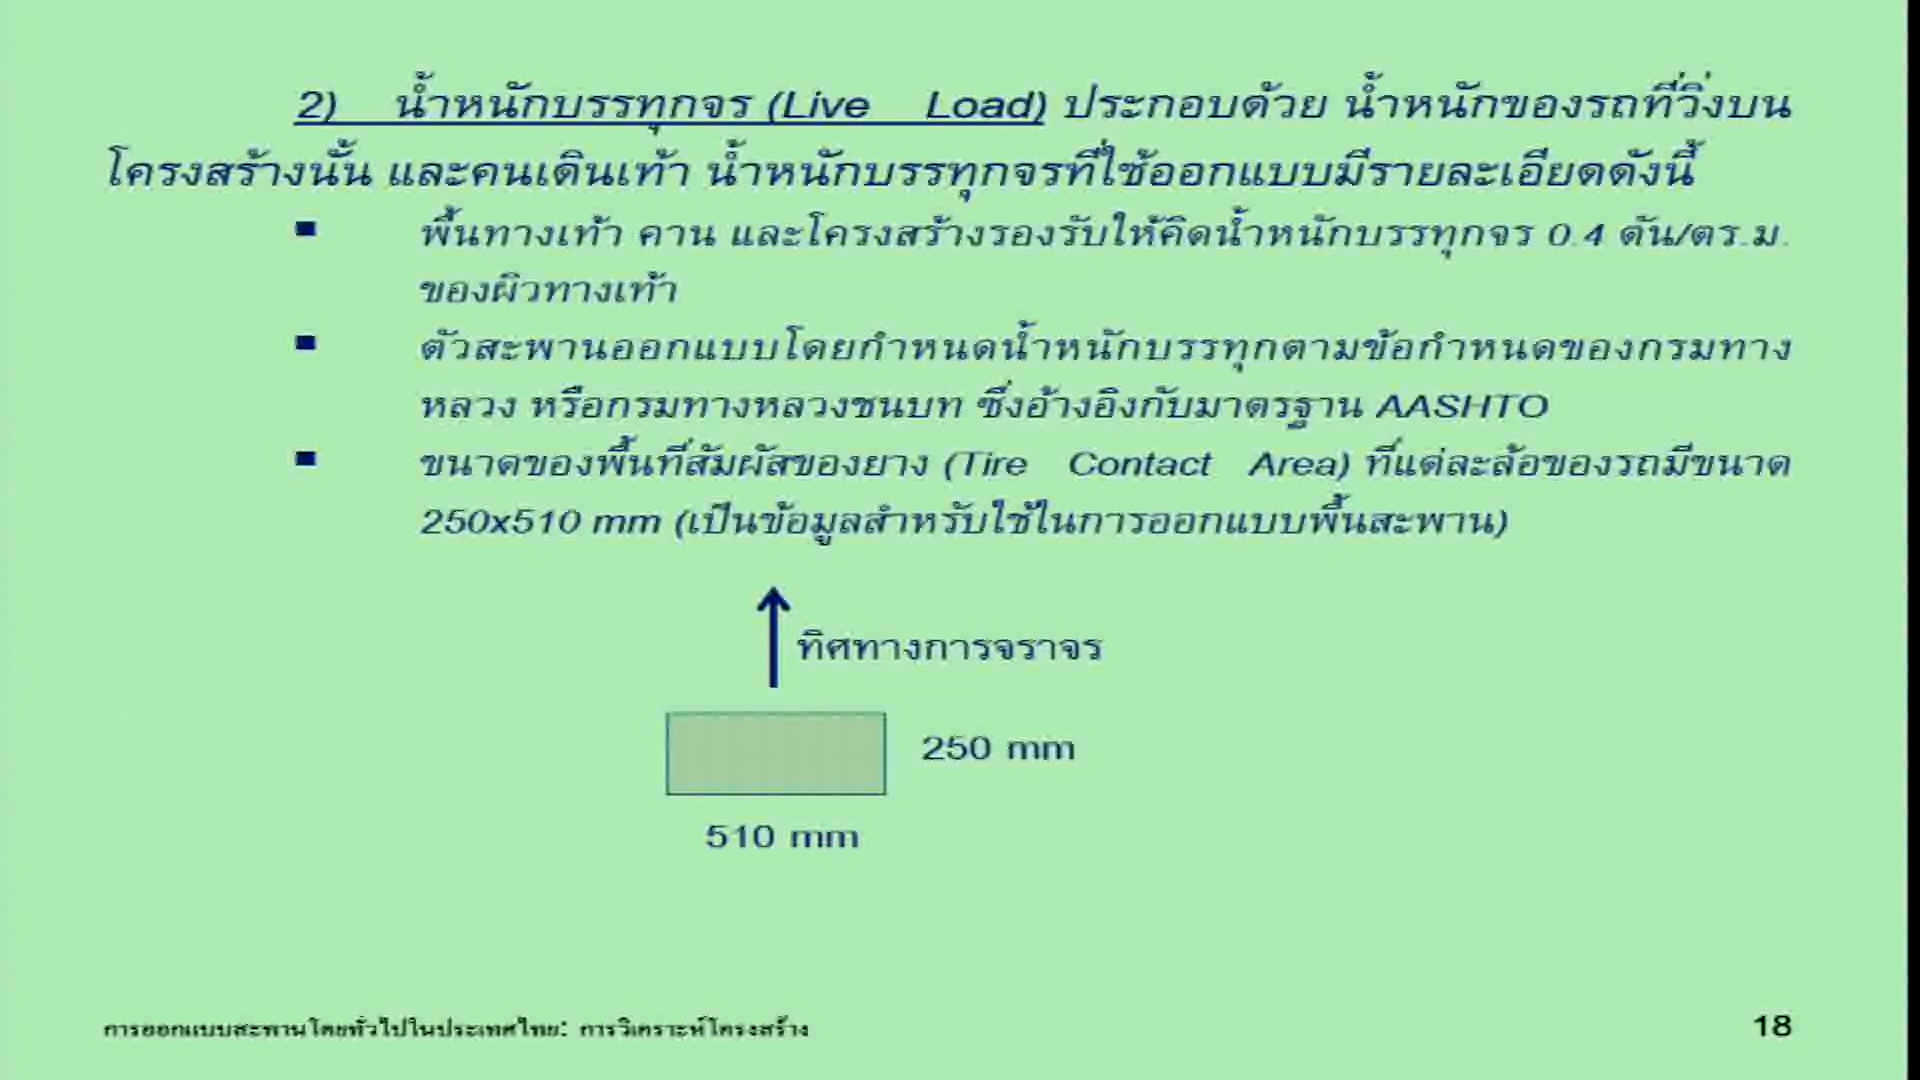 2) น้ำหนักบรรทุกจร (Live Load) ประกอบด้วย น้ำหนักของรถที่วิ่งบน
โครงสร้างนั้น และคนเดินเท้า น้ำหนักบรรทุกจรที่ใช้ออกแบบมีรายละเอียดดังนี้
▪ พื้นทางเท้า คาน และโครงสร้างรองรับให้คิดน้ำหนักบรรทุกจร 0.4 ตัน/ตร.ม.
ของผิวทางเท้า
▪ ตัวสะพานออกแบบโดยกำหนดน้ำหนักบรรทุกตามข้อกำหนดของกรมทาง
หลวง หรือกรมทางหลวงชนบท ซึ่งอ้างอิงกับมาตรฐาน AASHTO
▪ ขนาดของพื้นที่สัมผัสของยาง (Tire Contact Area) ที่แต่ละล้อของรถมีขนาด
250x510 mm (เป็นข้อมูลสำหรับใช้ในการออกแบบพื้นสะพาน)
ทิศทางการจราจร
250 mm
510 mm
การออกแบบสะพานโดยทั่วไปในประเทศไทย: การวิเคราะห์โครงสร้าง
18